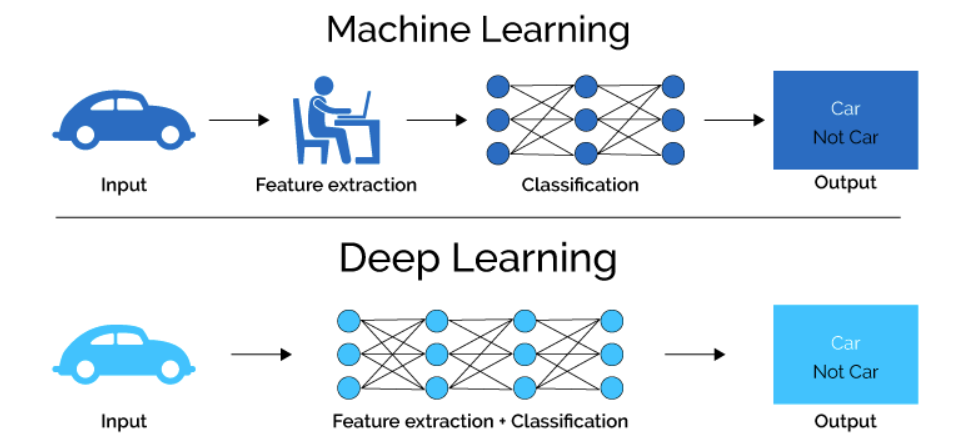 Machine Learning
Car
Not Car
Input
Feature extraction
Classification
Output
Deep Learning
Car
Not Car
Input
Feature extraction + Classification
Output